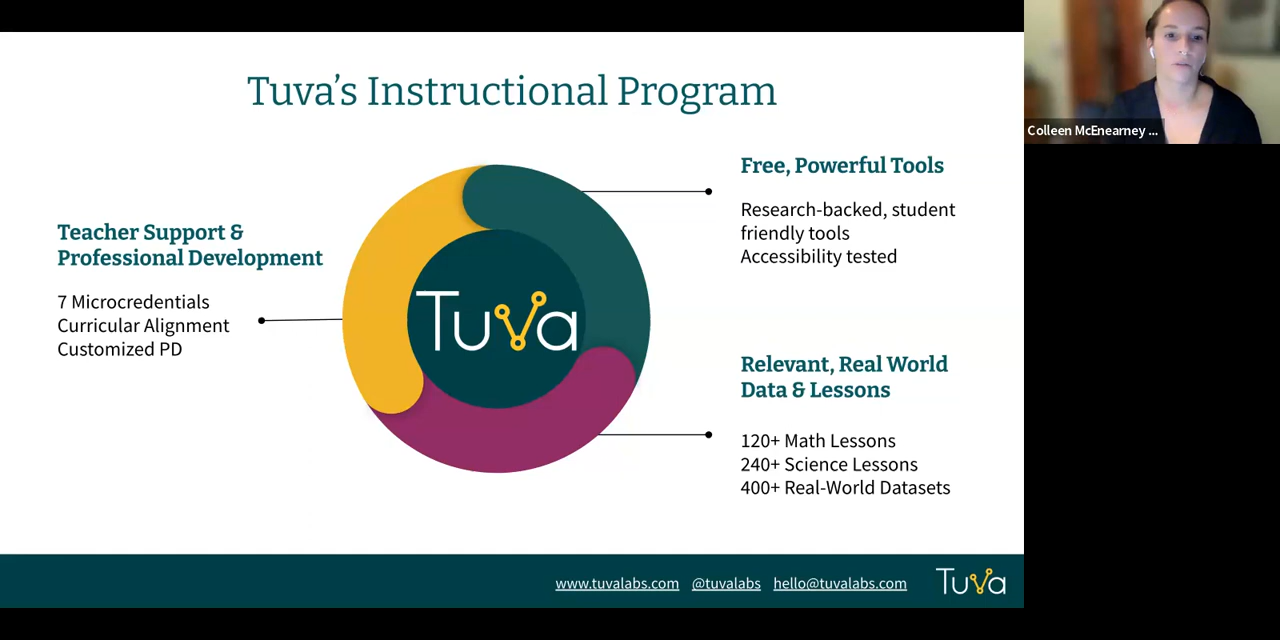 Tuva's Instructional Program
Teacher Support &
Professional Development
7 Microcredentials
Curricular Alignment
Customized PD
Tuva
Free, Powerful Tools
Research-backed, student
friendly tools
Accessibility tested
Relevant, Real World
Data & Lessons
120+ Math Lessons
240+ Science Lessons
400+ Real-World Datasets
www.tuvalabs.com @tuvalabs hello@tuvalabs.com Tuva
Colleen McEnearney ...